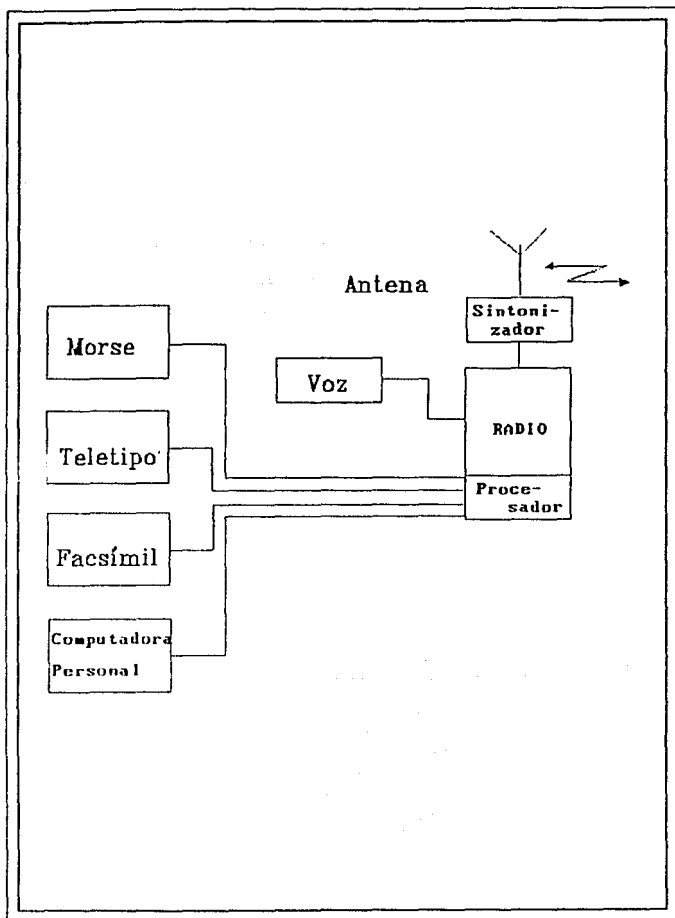 Antena
Sintoni-
zador
Morse
Voz
RADIO
Teletipo
Proce-
sador
Facsímil
Computadora
Personal